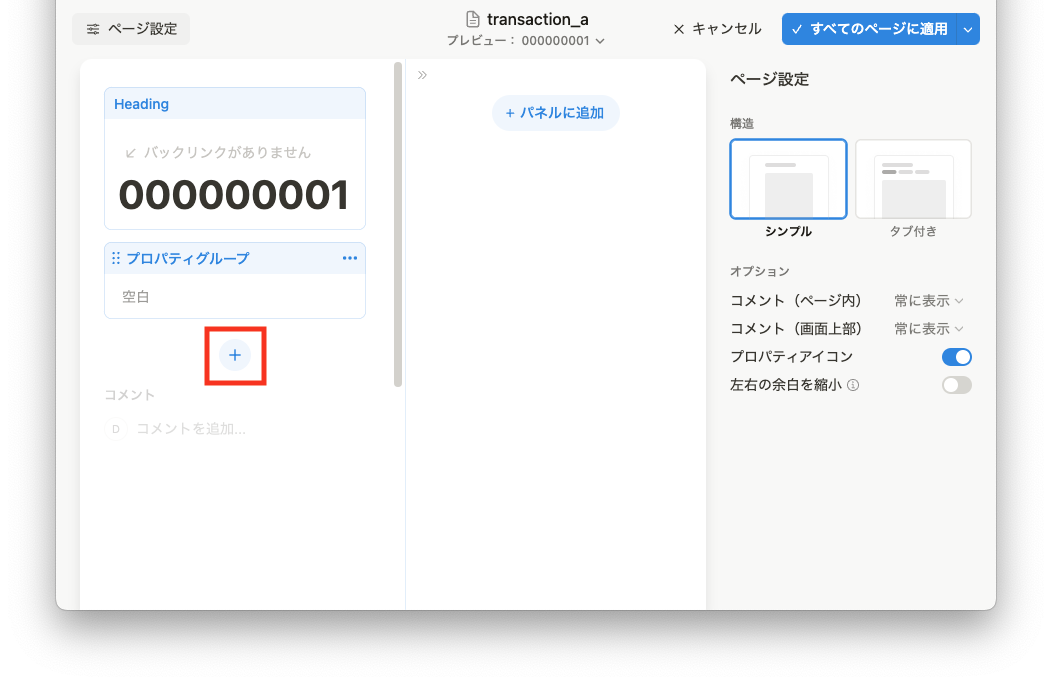 ページ設定
transaction_a
プレビュー： 000000001
キャンセル
すべてのページに適用
Heading
バックリンクがありません
000000001
プロパティグループ
空白
+
コメント
D
コメントを追加...
+ パネルに追加
ページ設定
構造
シンプル
タブ付き
オプション
コメント（ページ内） 常に表示
コメント（画面上部） 常に表示
プロパティアイコン
左右の余白を縮小